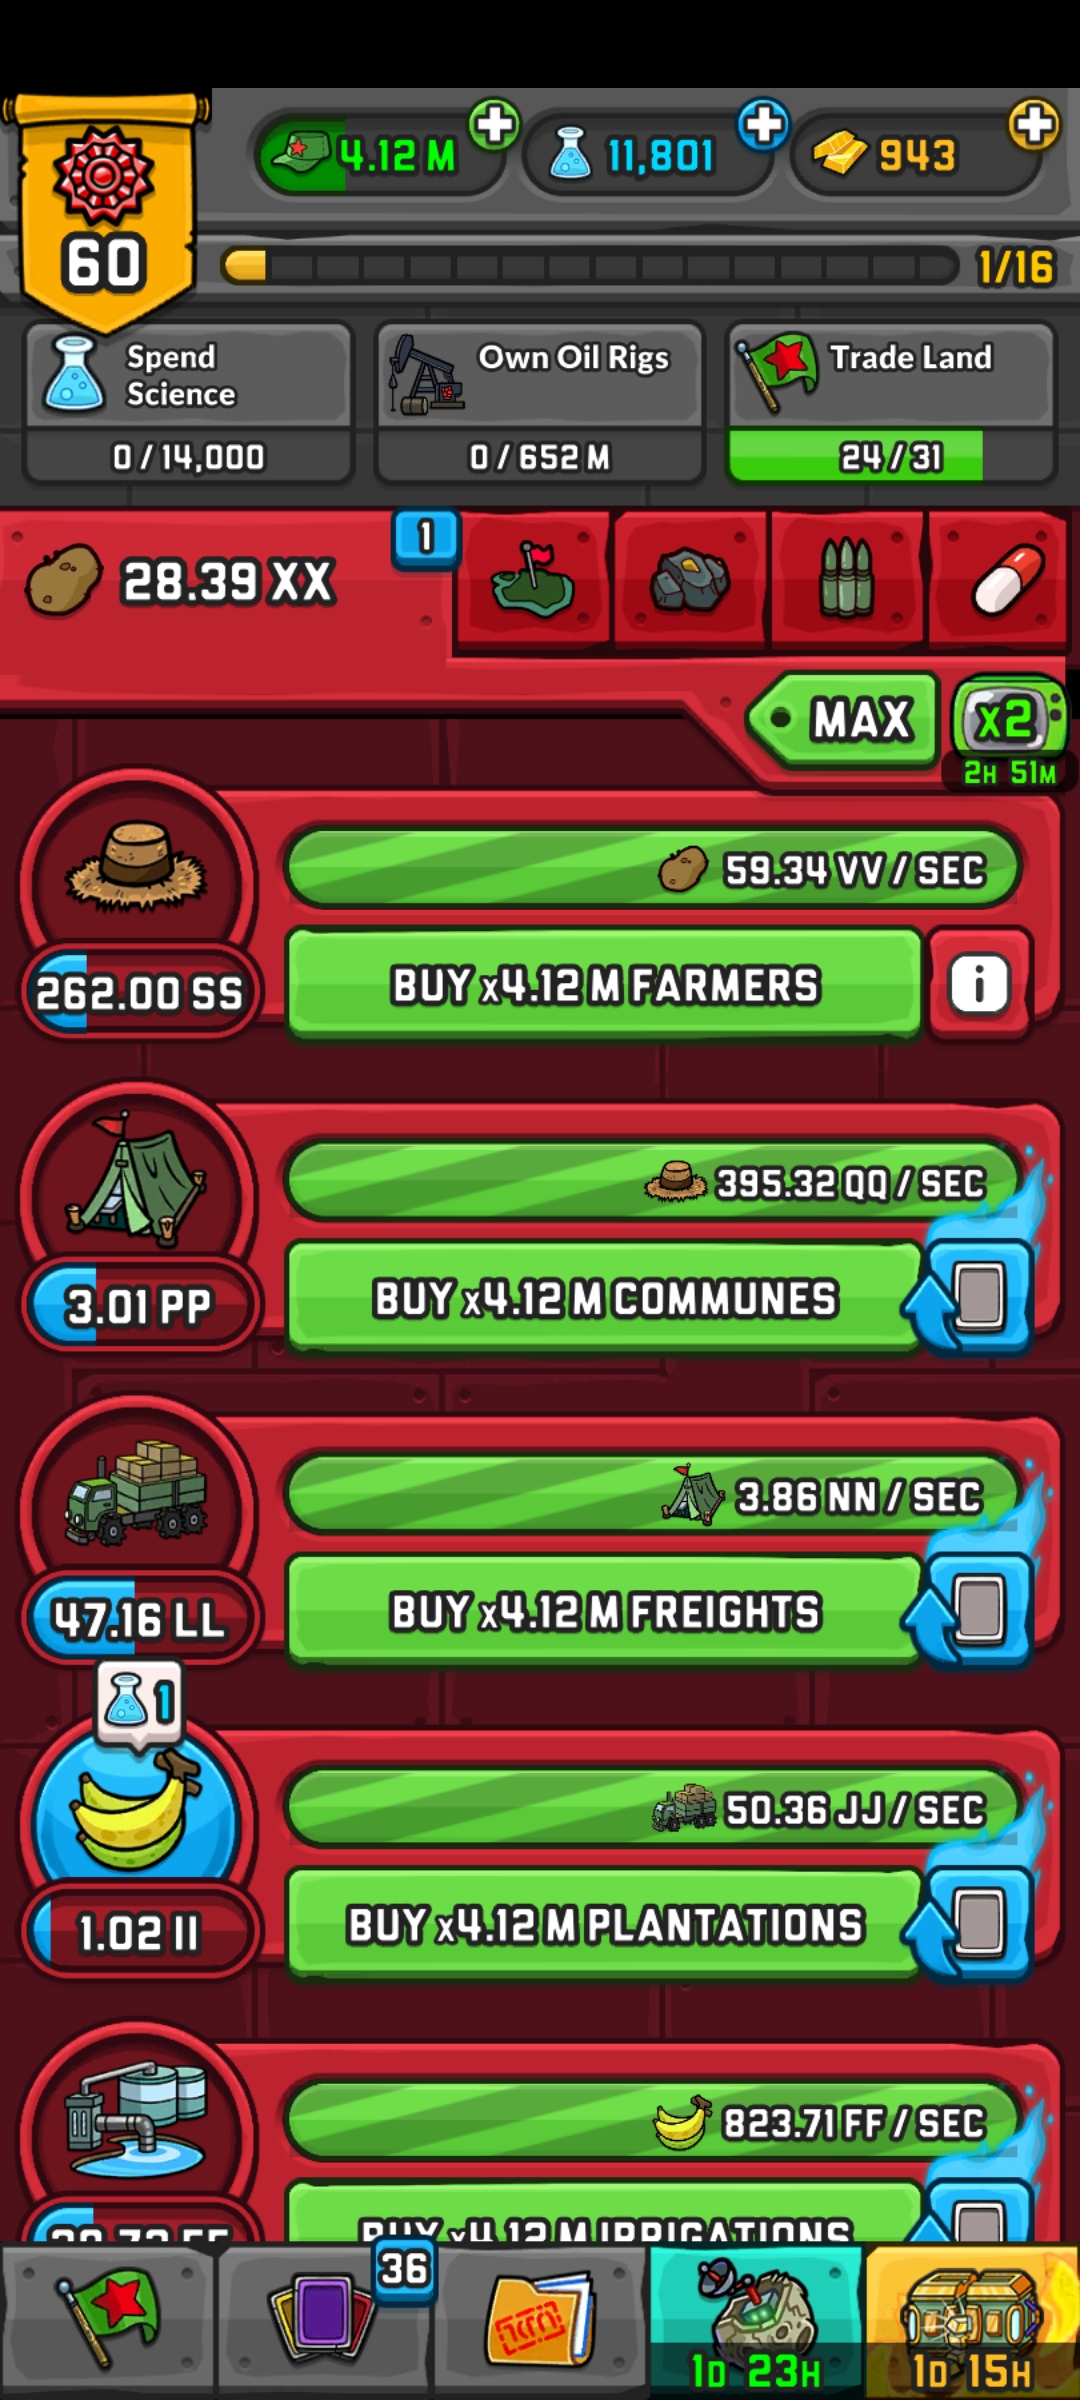 4.12 M
11,801
943
60
1/16
Spend
Science
0/14,000
Own Oil Rigs
0/652 M
Trade Land
24/31
28.39 XX
1
MAX
x2
2H 51M
59.34 VV / SEC
262.00 SS
BUY x4.12 M FARMERS
i
395.32 QQ / SEC
3.01 PP
BUY x4.12 M COMMUNES
3.86 NN / SEC
47.16 LL
BUY x4.12 M FREIGHTS
1
50.36 JJ / SEC
1.02 II
BUY x4.12 M PLANTATIONS
823.71 FF / SEC
BUY x4.12 M IRRIGATIONS
36
1D 23H
1D 15H